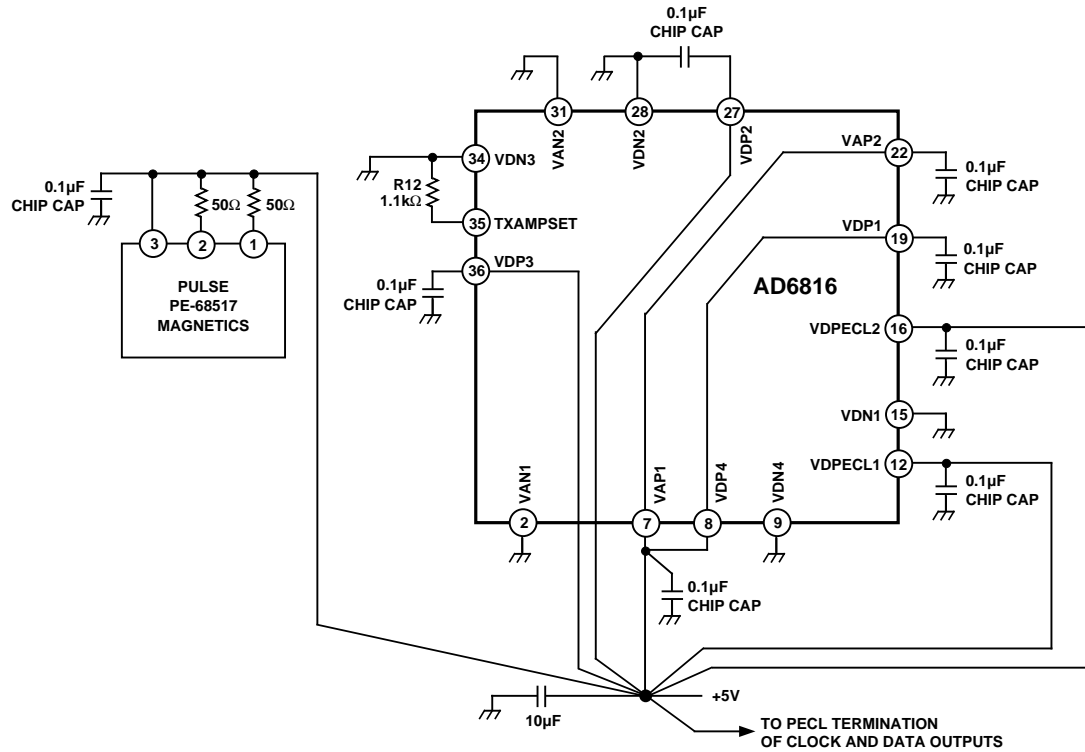 0.1µF
CHIP CAP
31
28
27
VAN2
VDN2
VDP2
VAP2
22
0.1µF
CHIP CAP
34
VDN3
R12
1.1kΩ
35
TXAMPSET
36
VDP3
0.1µF
CHIP CAP
0.1µF
CHIP CAP
50Ω
50Ω
3
2
1
PULSE
PE-68517
MAGNETICS
VDP1
19
0.1µF
CHIP CAP
AD6816
VDPECL2
16
0.1µF
CHIP CAP
VDN1
15
VDPECL1
12
0.1µF
CHIP CAP
VAN1
VAP1
VDP4
VDN4
2
7
8
9
0.1µF
CHIP CAP
10µF
+5V
TO PECL TERMINATION
OF CLOCK AND DATA OUTPUTS